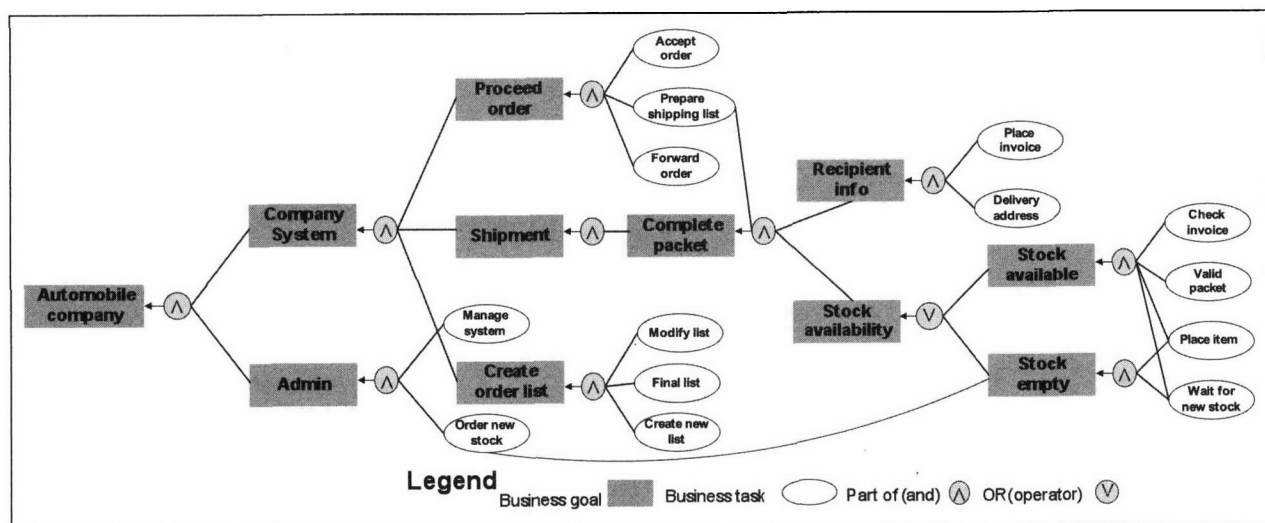 Accept
order
Proceed
order
Prepare
shipping list
Forward
order
Place
invoice
Recipient
info
Delivery
address
Company
System
Shipment
Complete
packet
Check
invoice
Stock
available
Valid
packet
Automobile
company
Stock
availability
Manage
system
Modify list
Place item
Admin
Create
order list
Final list
Stock
empty
Wait for
new stock
Order new
stock
Create new
list
Legend
Business goal
Business task
Part of (and)
OR(operator)